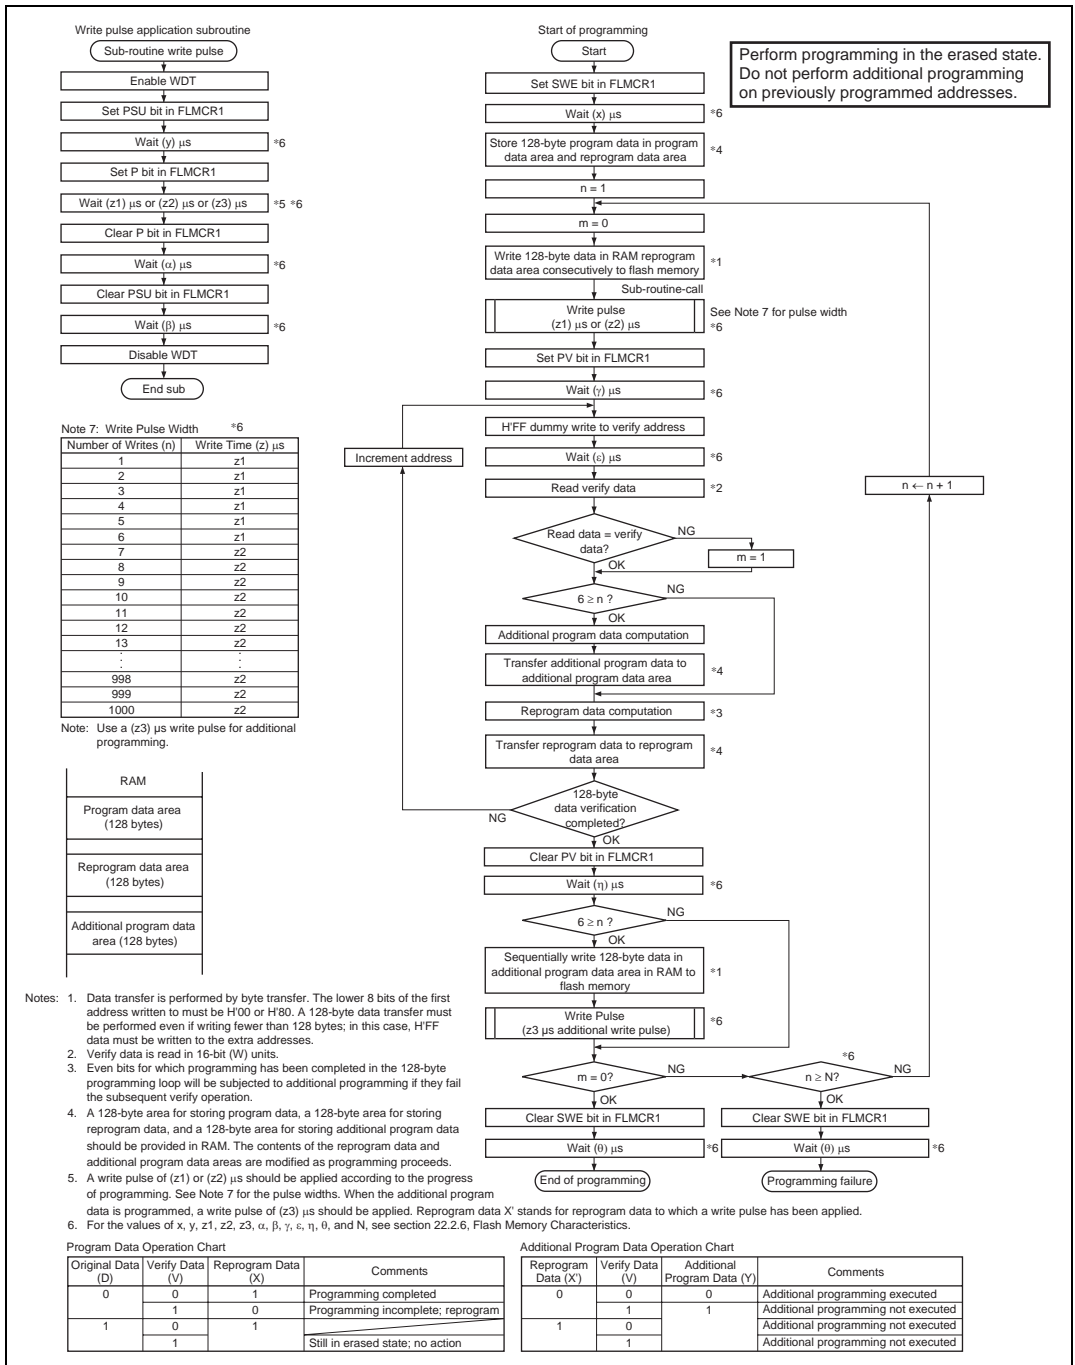 Write pulse application subroutine
Sub-routine write pulse
Enable WDT
Set PSU bit in FLMCR1
Wait (y) μs *6
Set P bit in FLMCR1
Wait (z1) μs or (z2) μs or (z3) μs *5 *6
Clear P bit in FLMCR1
Wait (α) μs *6
Clear PSU bit in FLMCR1
Wait (β) μs *6
Disable WDT
End sub
Note 7: Write Pulse Width *6
Number of Writes (n) Write Time (z) μs
1 z1
2 z1
3 z1
4 z1
5 z1
6 z1
7 z2
8 z2
9 z2
10 z2
11 z2
12 z2
13 z2
: :
998 z2
999 z2
1000 z2
Note: Use a (z3) μs write pulse for additional
programming.
RAM
Program data area
(128 bytes)
Reprogram data area
(128 bytes)
Additional program data
area (128 bytes)
Start of programming
Start
Set SWE bit in FLMCR1
Wait (x) μs *6
Store 128-byte program data in program
data area and reprogram data area *4
n = 1
m = 0
Write 128-byte data in RAM reprogram
data area consecutively to flash memory *1
Sub-routine-call
Write pulse
(z1) μs or (z2) μs
See Note 7 for pulse width
*6
Set PV bit in FLMCR1
Wait (γ) μs *6
H'FF dummy write to verify address
Increment address
Wait (ε) μs *6
Read verify data *2
n ← n + 1
Read data = verify
data?
NG
m = 1
OK
6 ≥ n ?
NG
OK
Additional program data computation
Transfer additional program data to
additional program data area *4
Reprogram data computation *3
Transfer reprogram data to reprogram
data area *4
128-byte
data verification
completed?
NG
OK
Clear PV bit in FLMCR1
Wait (η) μs *6
6 ≥ n ?
NG
OK
Sequentially write 128-byte data in
additional program data area in RAM to
flash memory *1
Write Pulse
(z3 μs additional write pulse) *6
m = 0?
NG
OK
*6
n ≥ N?
NG
OK
Clear SWE bit in FLMCR1
Clear SWE bit in FLMCR1
Wait (θ) μs *6
Wait (θ) μs *6
End of programming
Programming failure
Perform programming in the erased state.
Do not perform additional programming
on previously programmed addresses.
Notes: 1. Data transfer is performed by byte transfer. The lower 8 bits of the first
address written to must be H'00 or H'80. A 128-byte data transfer must
be performed even if writing fewer than 128 bytes; in this case, H'FF
data must be written to the extra addresses.
2. Verify data is read in 16-bit (W) units.
3. Even bits for which programming has been completed in the 128-byte
programming loop will be subjected to additional programming if they fail
the subsequent verify operation.
4. A 128-byte area for storing program data, a 128-byte area for storing
reprogram data, and a 128-byte area for storing additional program data
should be provided in RAM. The contents of the reprogram data and
additional program data areas are modified as programming proceeds.
5. A write pulse of (z1) or (z2) μs should be applied according to the progress
of programming. See Note 7 for the pulse widths. When the additional program
data is programmed, a write pulse of (z3) μs should be applied. Reprogram data X' stands for reprogram data to which a write pulse has been applied.
6. For the values of x, y, z1, z2, z3, α, β, γ, ε, η, θ, and N, see section 22.2.6, Flash Memory Characteristics.
Program Data Operation Chart
Original Data (D) Verify Data (V) Reprogram Data (X) Comments
0 0 1 Programming completed
1 0 Programming incomplete; reprogram
1 0 1
1 Still in erased state; no action
Additional Program Data Operation Chart
Reprogram Data (X') Verify Data (V) Additional Program Data (Y) Comments
0 0 0 Additional programming executed
1 1 Additional programming not executed
1 0 Additional programming not executed
1 Additional programming not executed